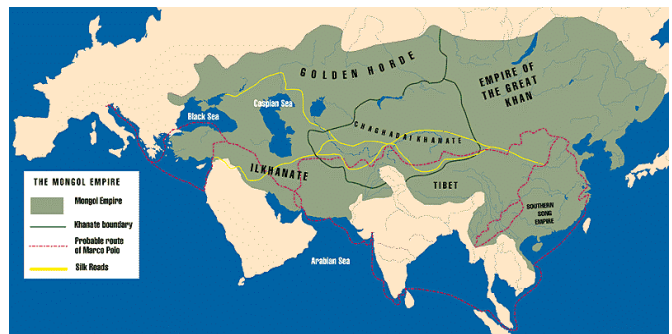 GOLDEN HORDE
EMPIRE OF
THE GREAT
KHAN
Caspian Sea
Black Sea
CHAGHADAI KHANATE
ILKHANATE
TIBET
SOUTHERN
SONG
EMPIRE
Arabian Sea
THE MONGOL EMPIRE
Mongol Empire
Khanate boundary
Probable route
of Marco Polo
Silk Roads